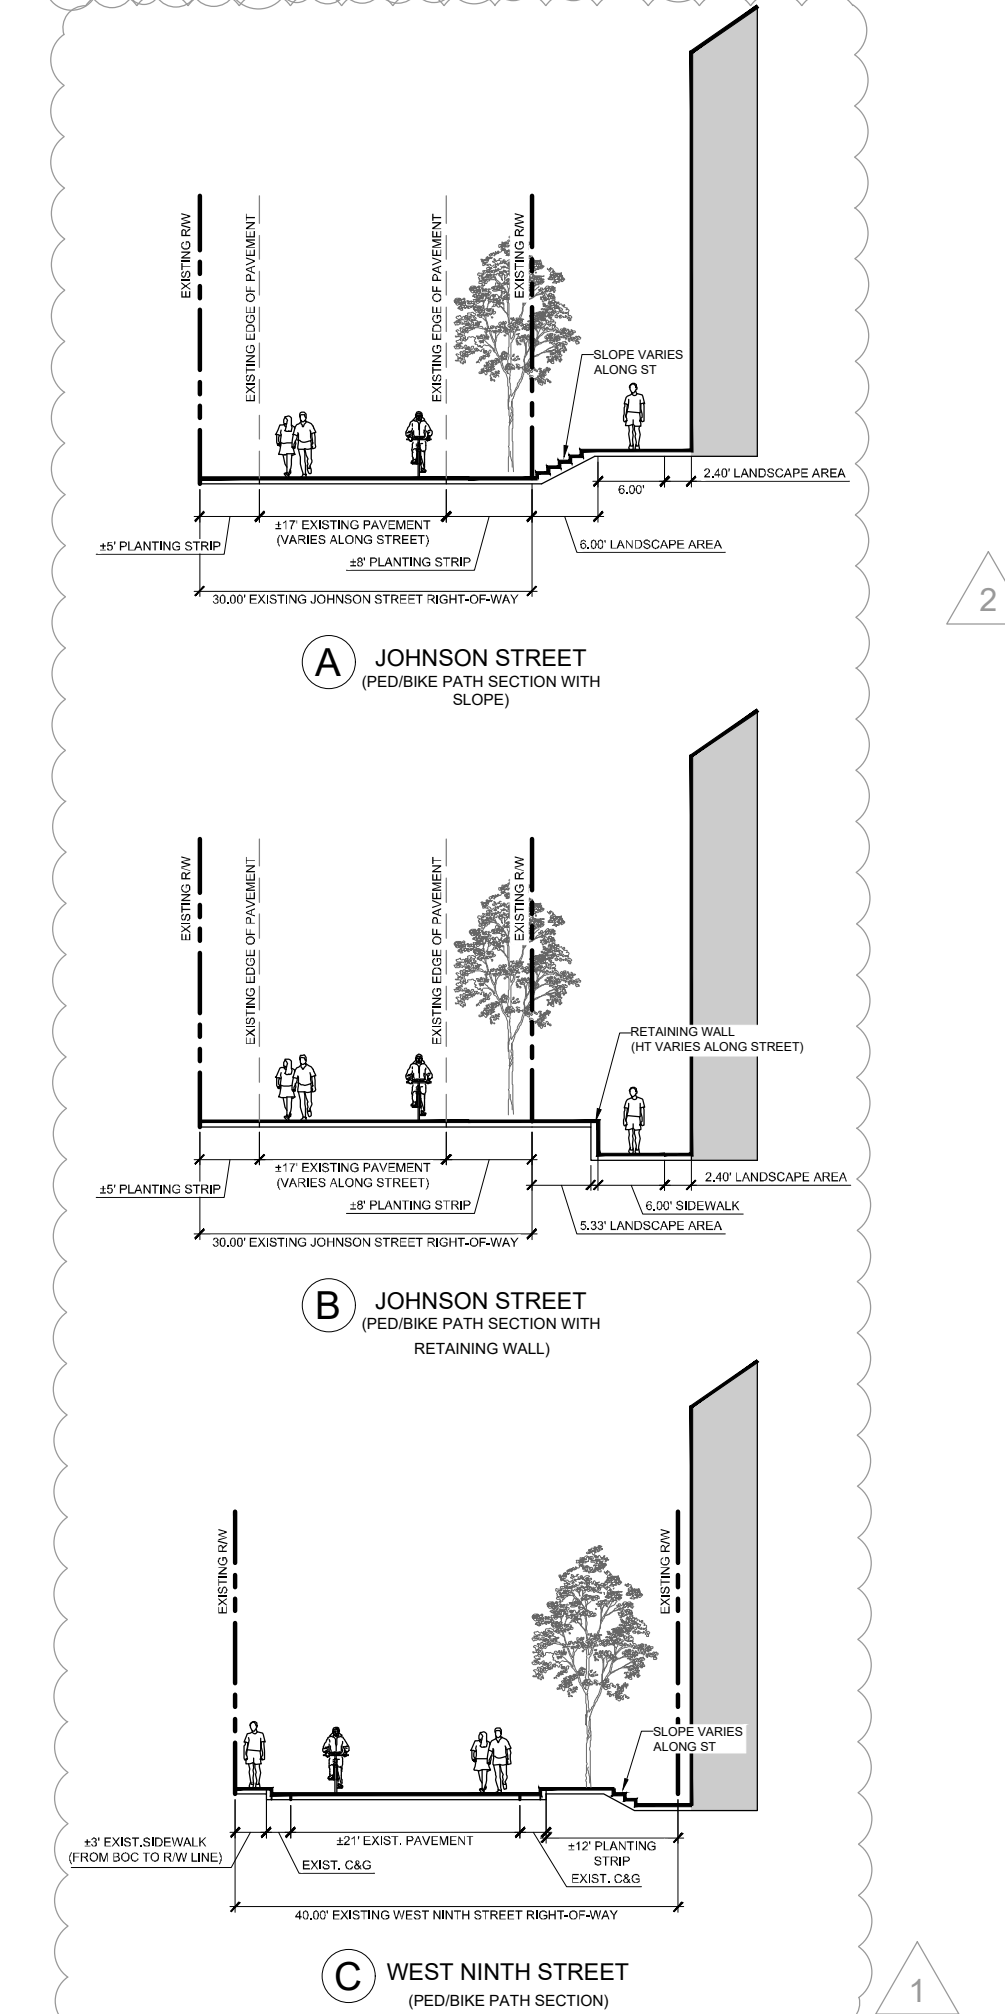 EXISTING R/W
EXISTING EDGE OF PAVEMENT
EXISTING EDGE OF PAVEMENT
EXISTING R/W
SLOPE VARIES
ALONG ST
2.40' LANDSCAPE AREA
6.00'
±17' EXISTING PAVEMENT
(VARIES ALONG STREET)
±5' PLANTING STRIP
6.00' LANDSCAPE AREA
±8' PLANTING STRIP
30.00' EXISTING JOHNSON STREET RIGHT-OF-WAY
2
A
JOHNSON STREET
(PED/BIKE PATH SECTION WITH
SLOPE)
EXISTING R/W
EXISTING EDGE OF PAVEMENT
EXISTING EDGE OF PAVEMENT
EXISTING R/W
RETAINING WALL
(HT VARIES ALONG STREET)
±17' EXISTING PAVEMENT
(VARIES ALONG STREET)
2.40' LANDSCAPE AREA
±5' PLANTING STRIP
±8' PLANTING STRIP
6.00' SIDEWALK
5.33' LANDSCAPE AREA
30.00' EXISTING JOHNSON STREET RIGHT-OF-WAY
B
JOHNSON STREET
(PED/BIKE PATH SECTION WITH
RETAINING WALL)
EXISTING R/W
EXISTING R/W
SLOPE VARIES
ALONG ST
±3' EXIST.SIDEWALK
(FROM BOC TO R/W LINE)
±21' EXIST. PAVEMENT
±12' PLANTING
STRIP
EXIST. C&G
EXIST. C&G
40.00' EXISTING WEST NINTH STREET RIGHT-OF-WAY
C
WEST NINTH STREET
(PED/BIKE PATH SECTION)
1